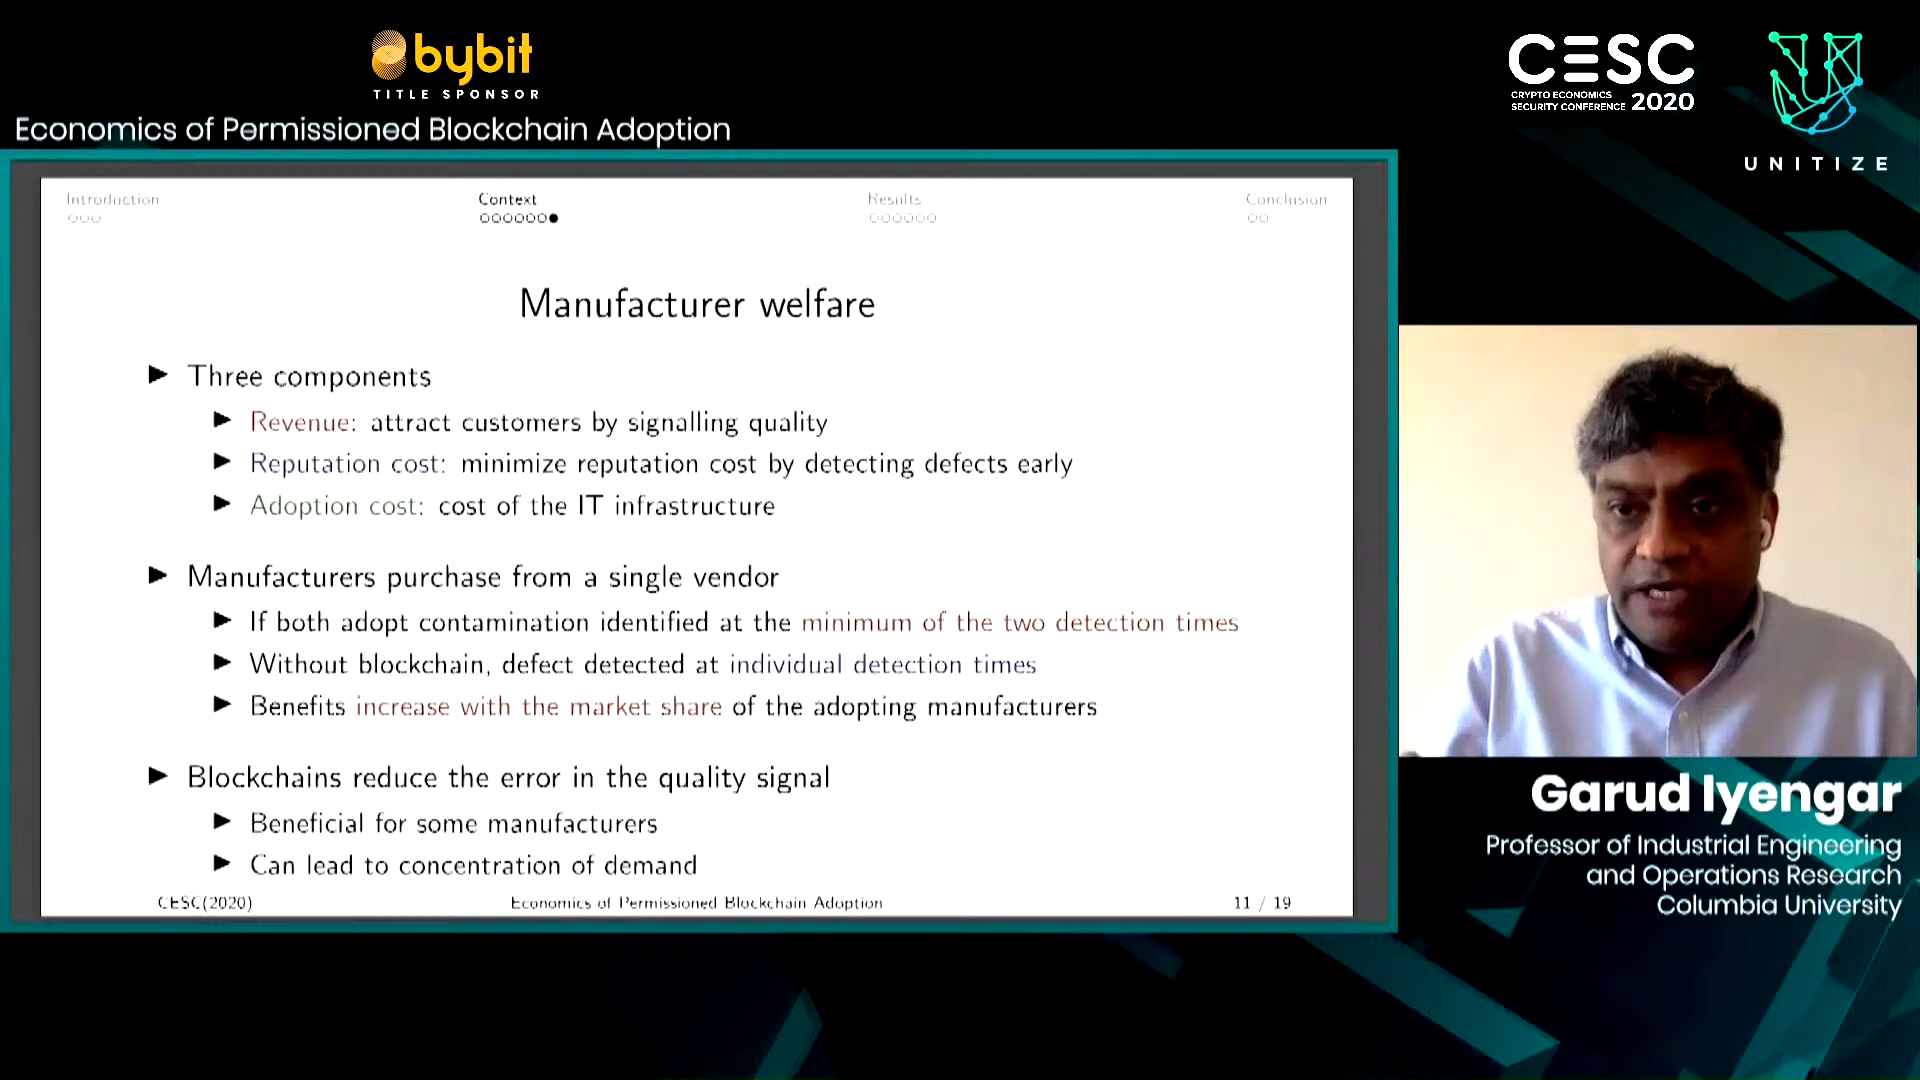 bybit
TITLE SPONSOR
Economics of Permissioned Blockchain Adoption
CESC
CRYPTO ECONOMICS
SECURITY CONFERENCE 2020
UNITIZE
Introduction
Context
Results
Conclusion
Manufacturer welfare
► Three components
► Revenue: attract customers by signalling quality
► Reputation cost: minimize reputation cost by detecting defects early
► Adoption cost: cost of the IT infrastructure
► Manufacturers purchase from a single vendor
► If both adopt contamination identified at the minimum of the two detection times
► Without blockchain, defect detected at individual detection times
► Benefits increase with the market share of the adopting manufacturers
► Blockchains reduce the error in the quality signal
► Beneficial for some manufacturers
► Can lead to concentration of demand
CESC(2020)
Economics of Permissioned Blockchain Adoption
11 / 19
Garud Iyengar
Professor of Industrial Engineering
and Operations Research
Columbia University